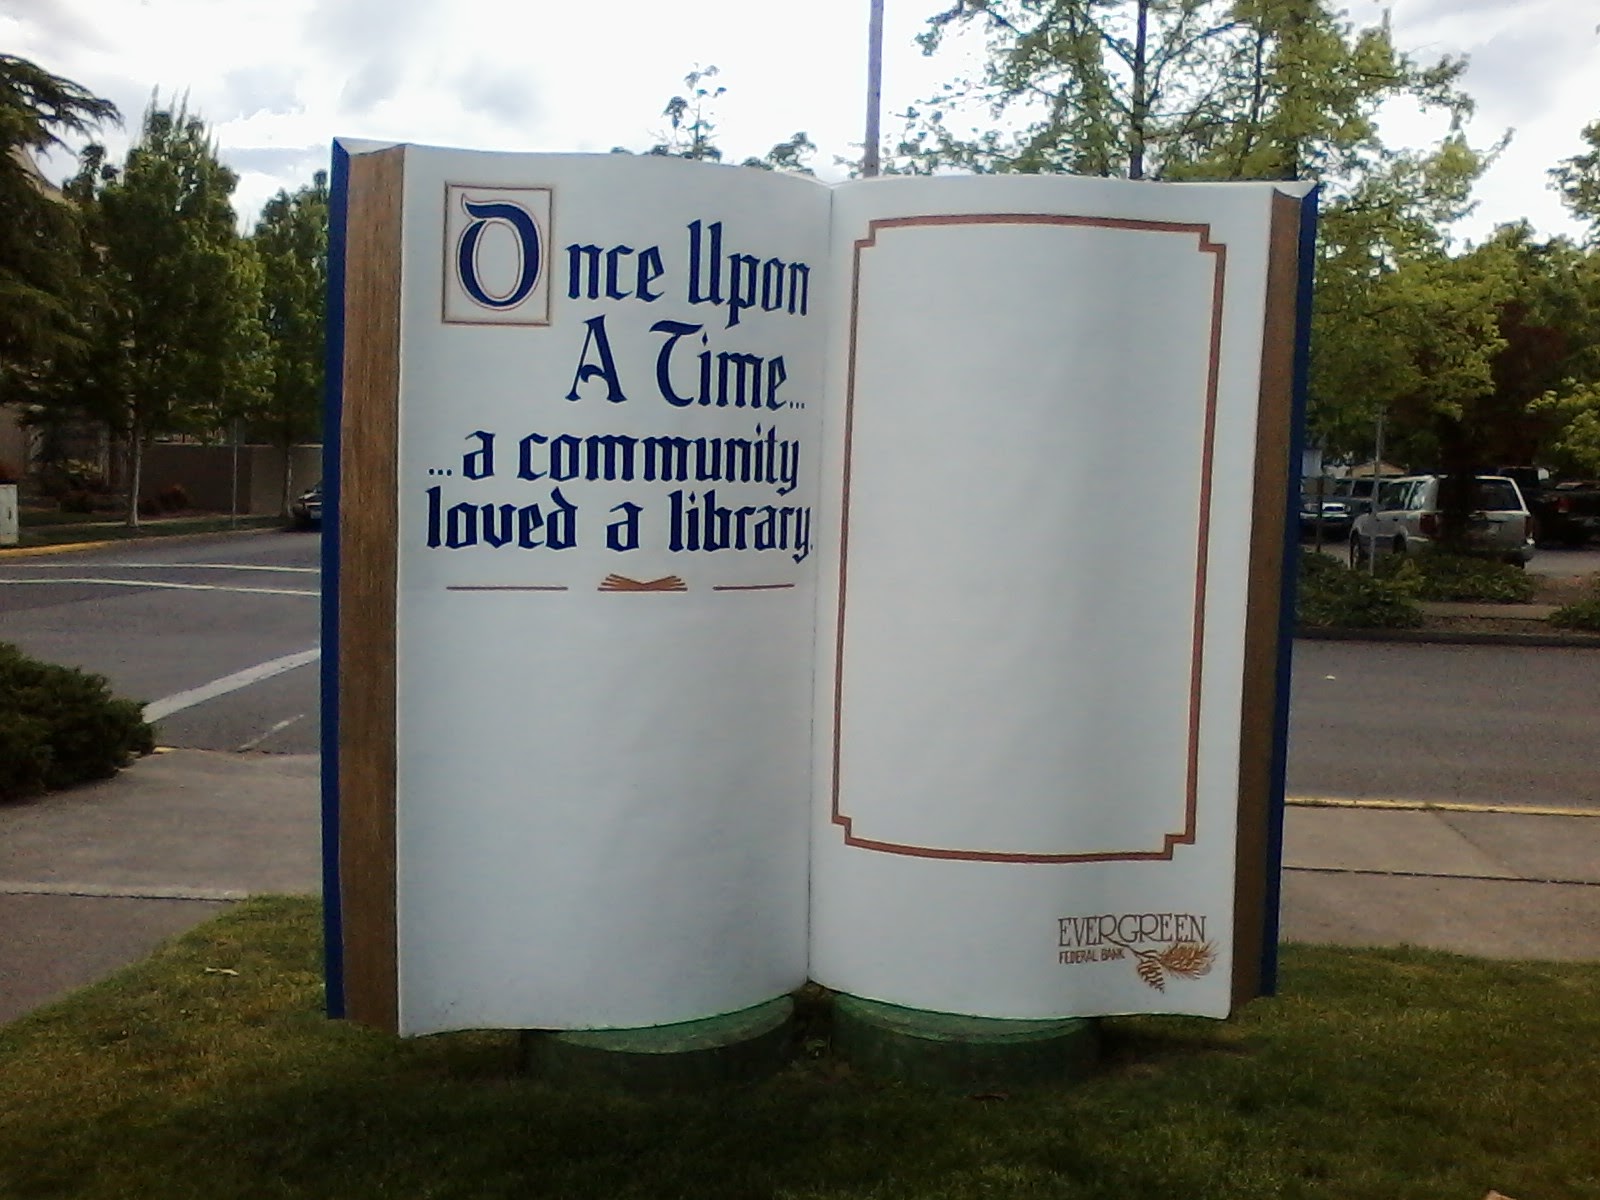 Once Upon
A Time...
...a community
loved a library.
EVERGREEN
FEDERAL BANK